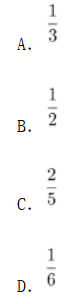 A. 1/3
B. 1/2
C. 2/5
D. 1/6